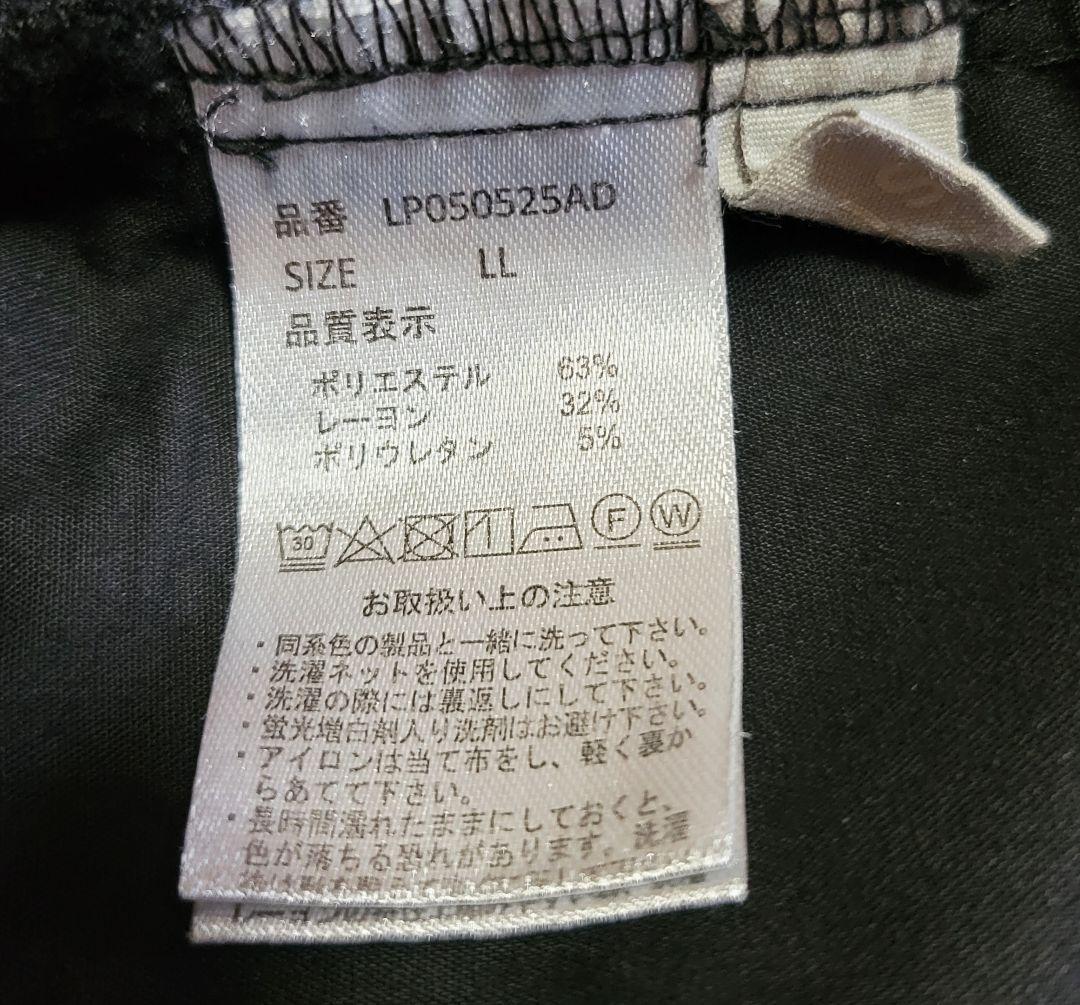 品番 LP050525AD
SIZE LL
品質表示
ポリエステル 63%
レーヨン 32%
ポリウレタン 5%
30 F W
お取扱い上の注意
・同系色の製品と一緒に洗って下さい。
・洗濯ネットを使用してください。
・洗濯の際には裏返しにして下さい。
・蛍光増白剤入り洗剤はお避け下さい。
・アイロンは当て布をし、軽く裏か
らあてて下さい。
・長時間濡れたままにしておくと、
色が落ちる恐れがあります。洗濯